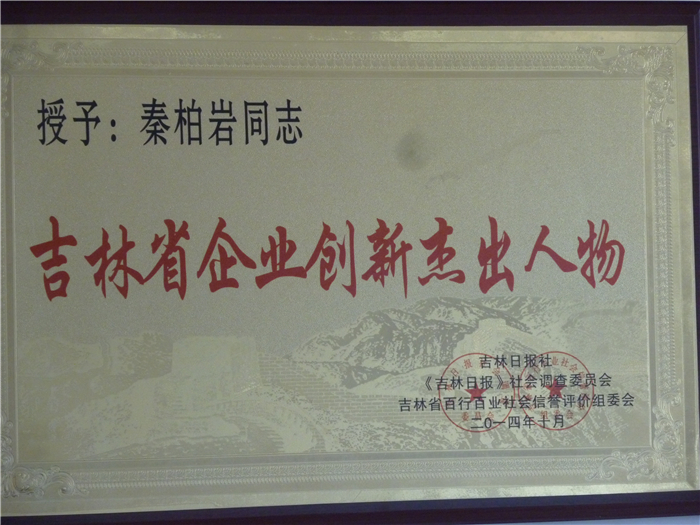 授予：秦柏岩同志
吉林省企业创新杰出人物
吉林日报社
《吉林日报》社会调查委员会
吉林省百行百业社会信誉评价组委会
二0一四年十月